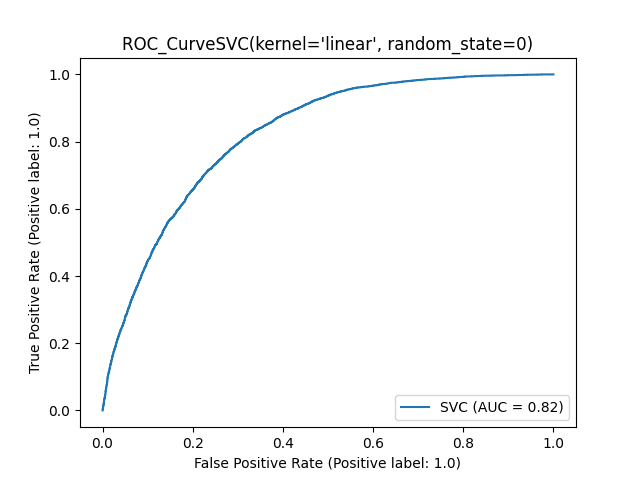 ROC_CurveSVC(kernel='linear', random_state=0)
True Positive Rate (Positive label: 1.0)
1.0
0.8
0.6
0.4
0.2
0.0
SVC (AUC = 0.82)
0.0 0.2 0.4 0.6 0.8 1.0
False Positive Rate (Positive label: 1.0)